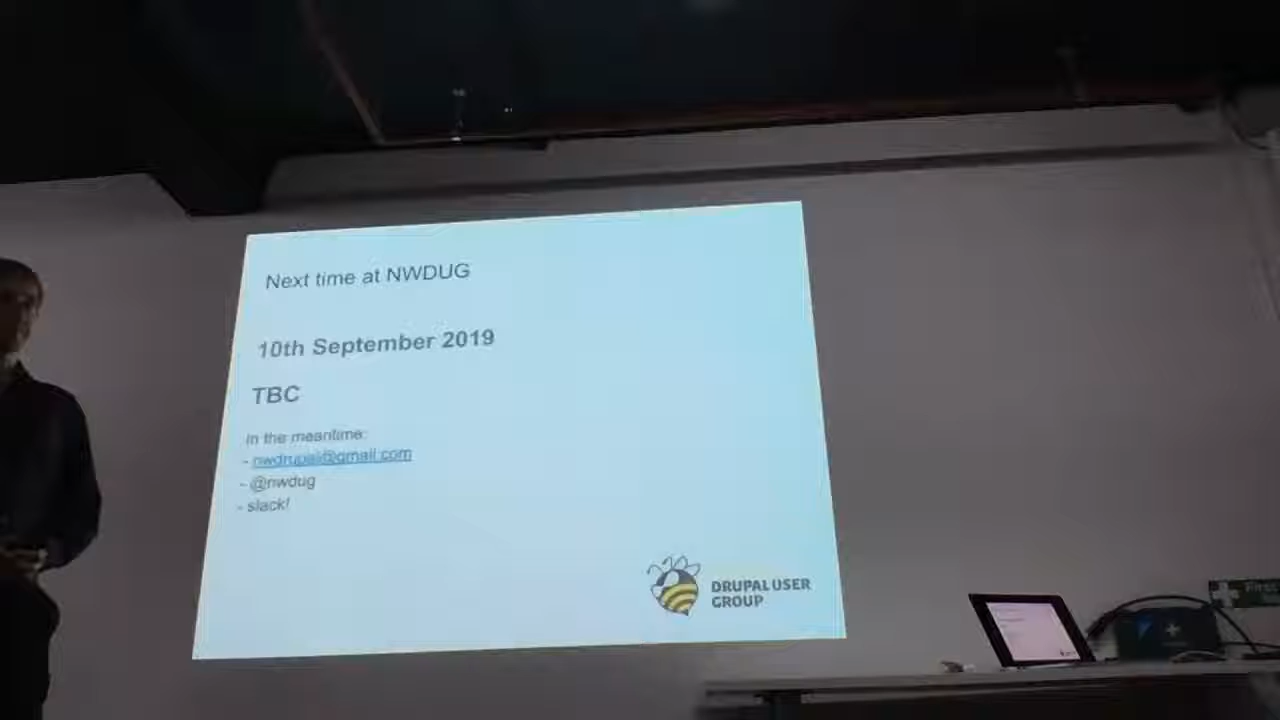 Next time at NWDUG
10th September 2019
TBC
In the meantime:
- nwdrupal@gmail.com
- @nwdug
- slack!
DRUPAL USER
GROUP